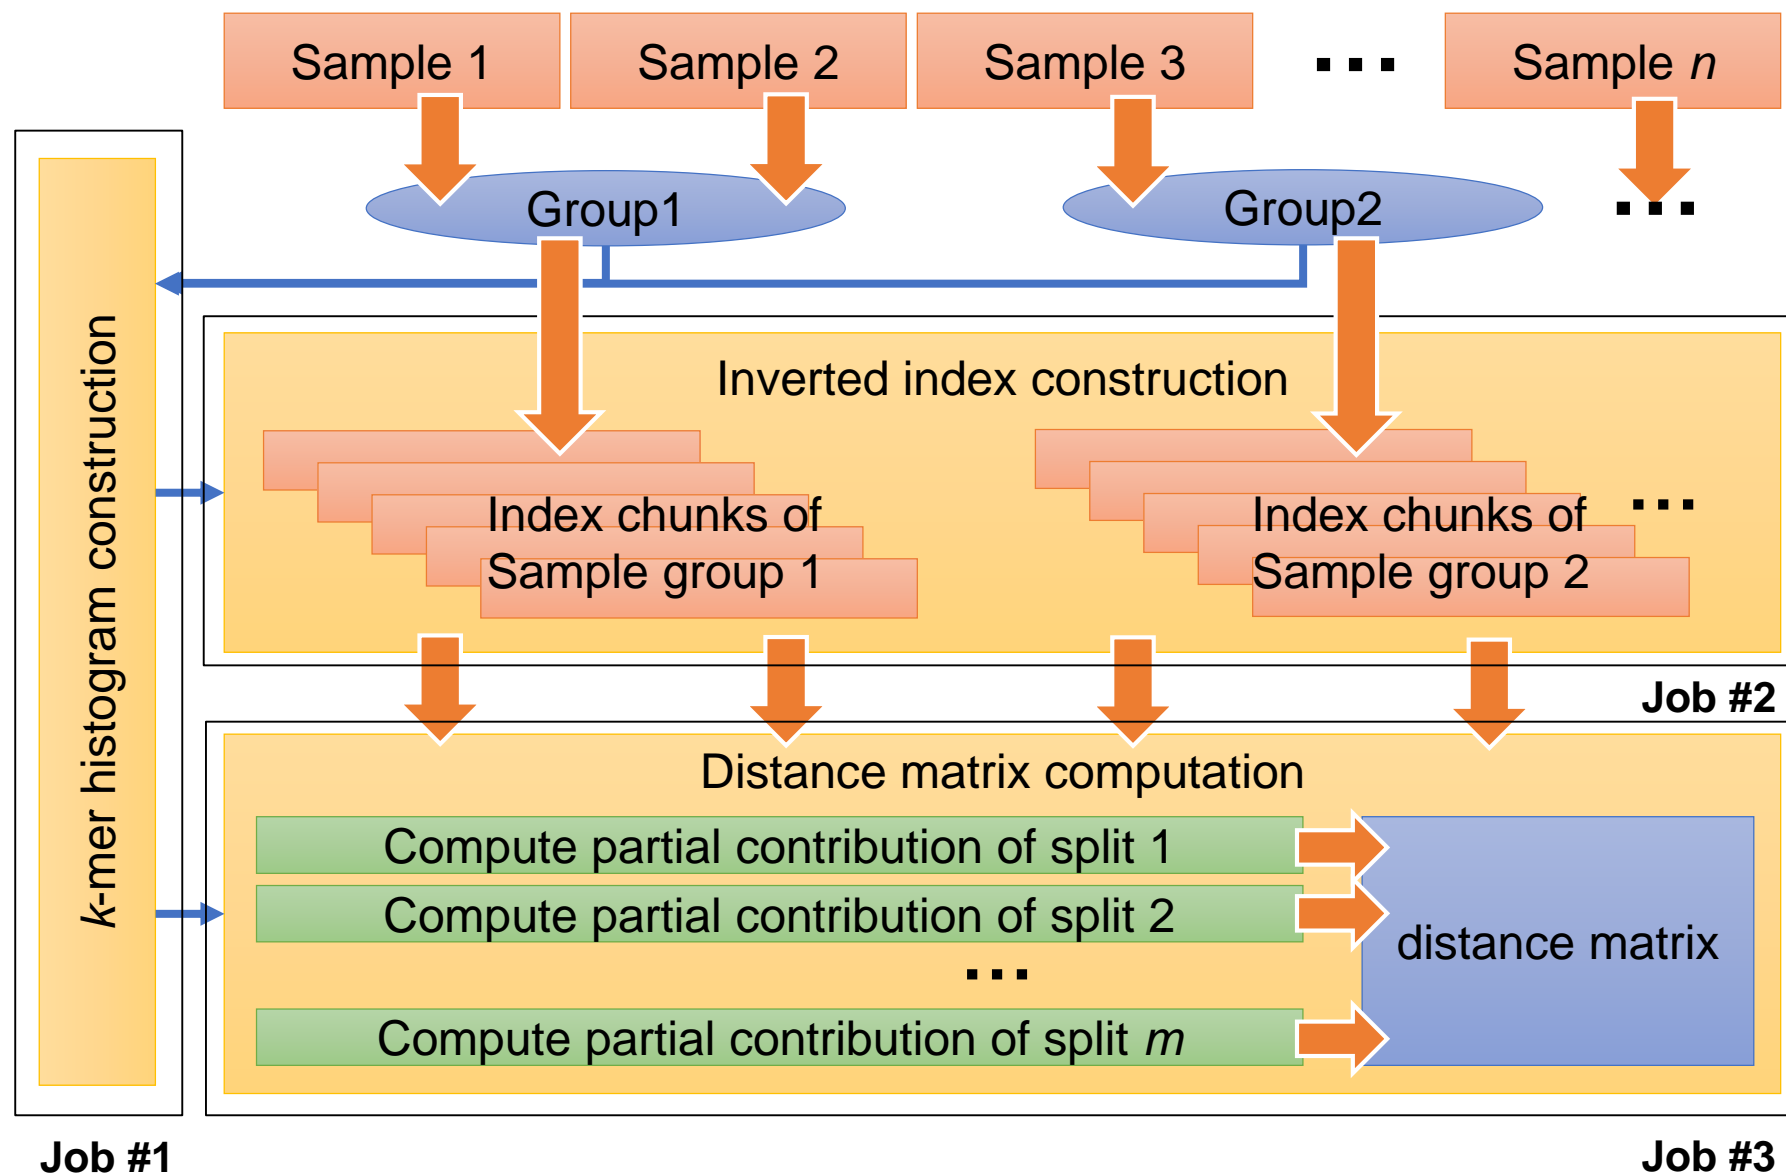 Sample 1
Sample 2
Sample 3
...
Sample n
Group1
Group2
...
k-mer histogram construction
Inverted index construction
Index chunks of
Sample group 1
Index chunks of
Sample group 2
...
Job #2
Distance matrix computation
Compute partial contribution of split 1
Compute partial contribution of split 2
...
Compute partial contribution of split m
distance matrix
Job #1
Job #3